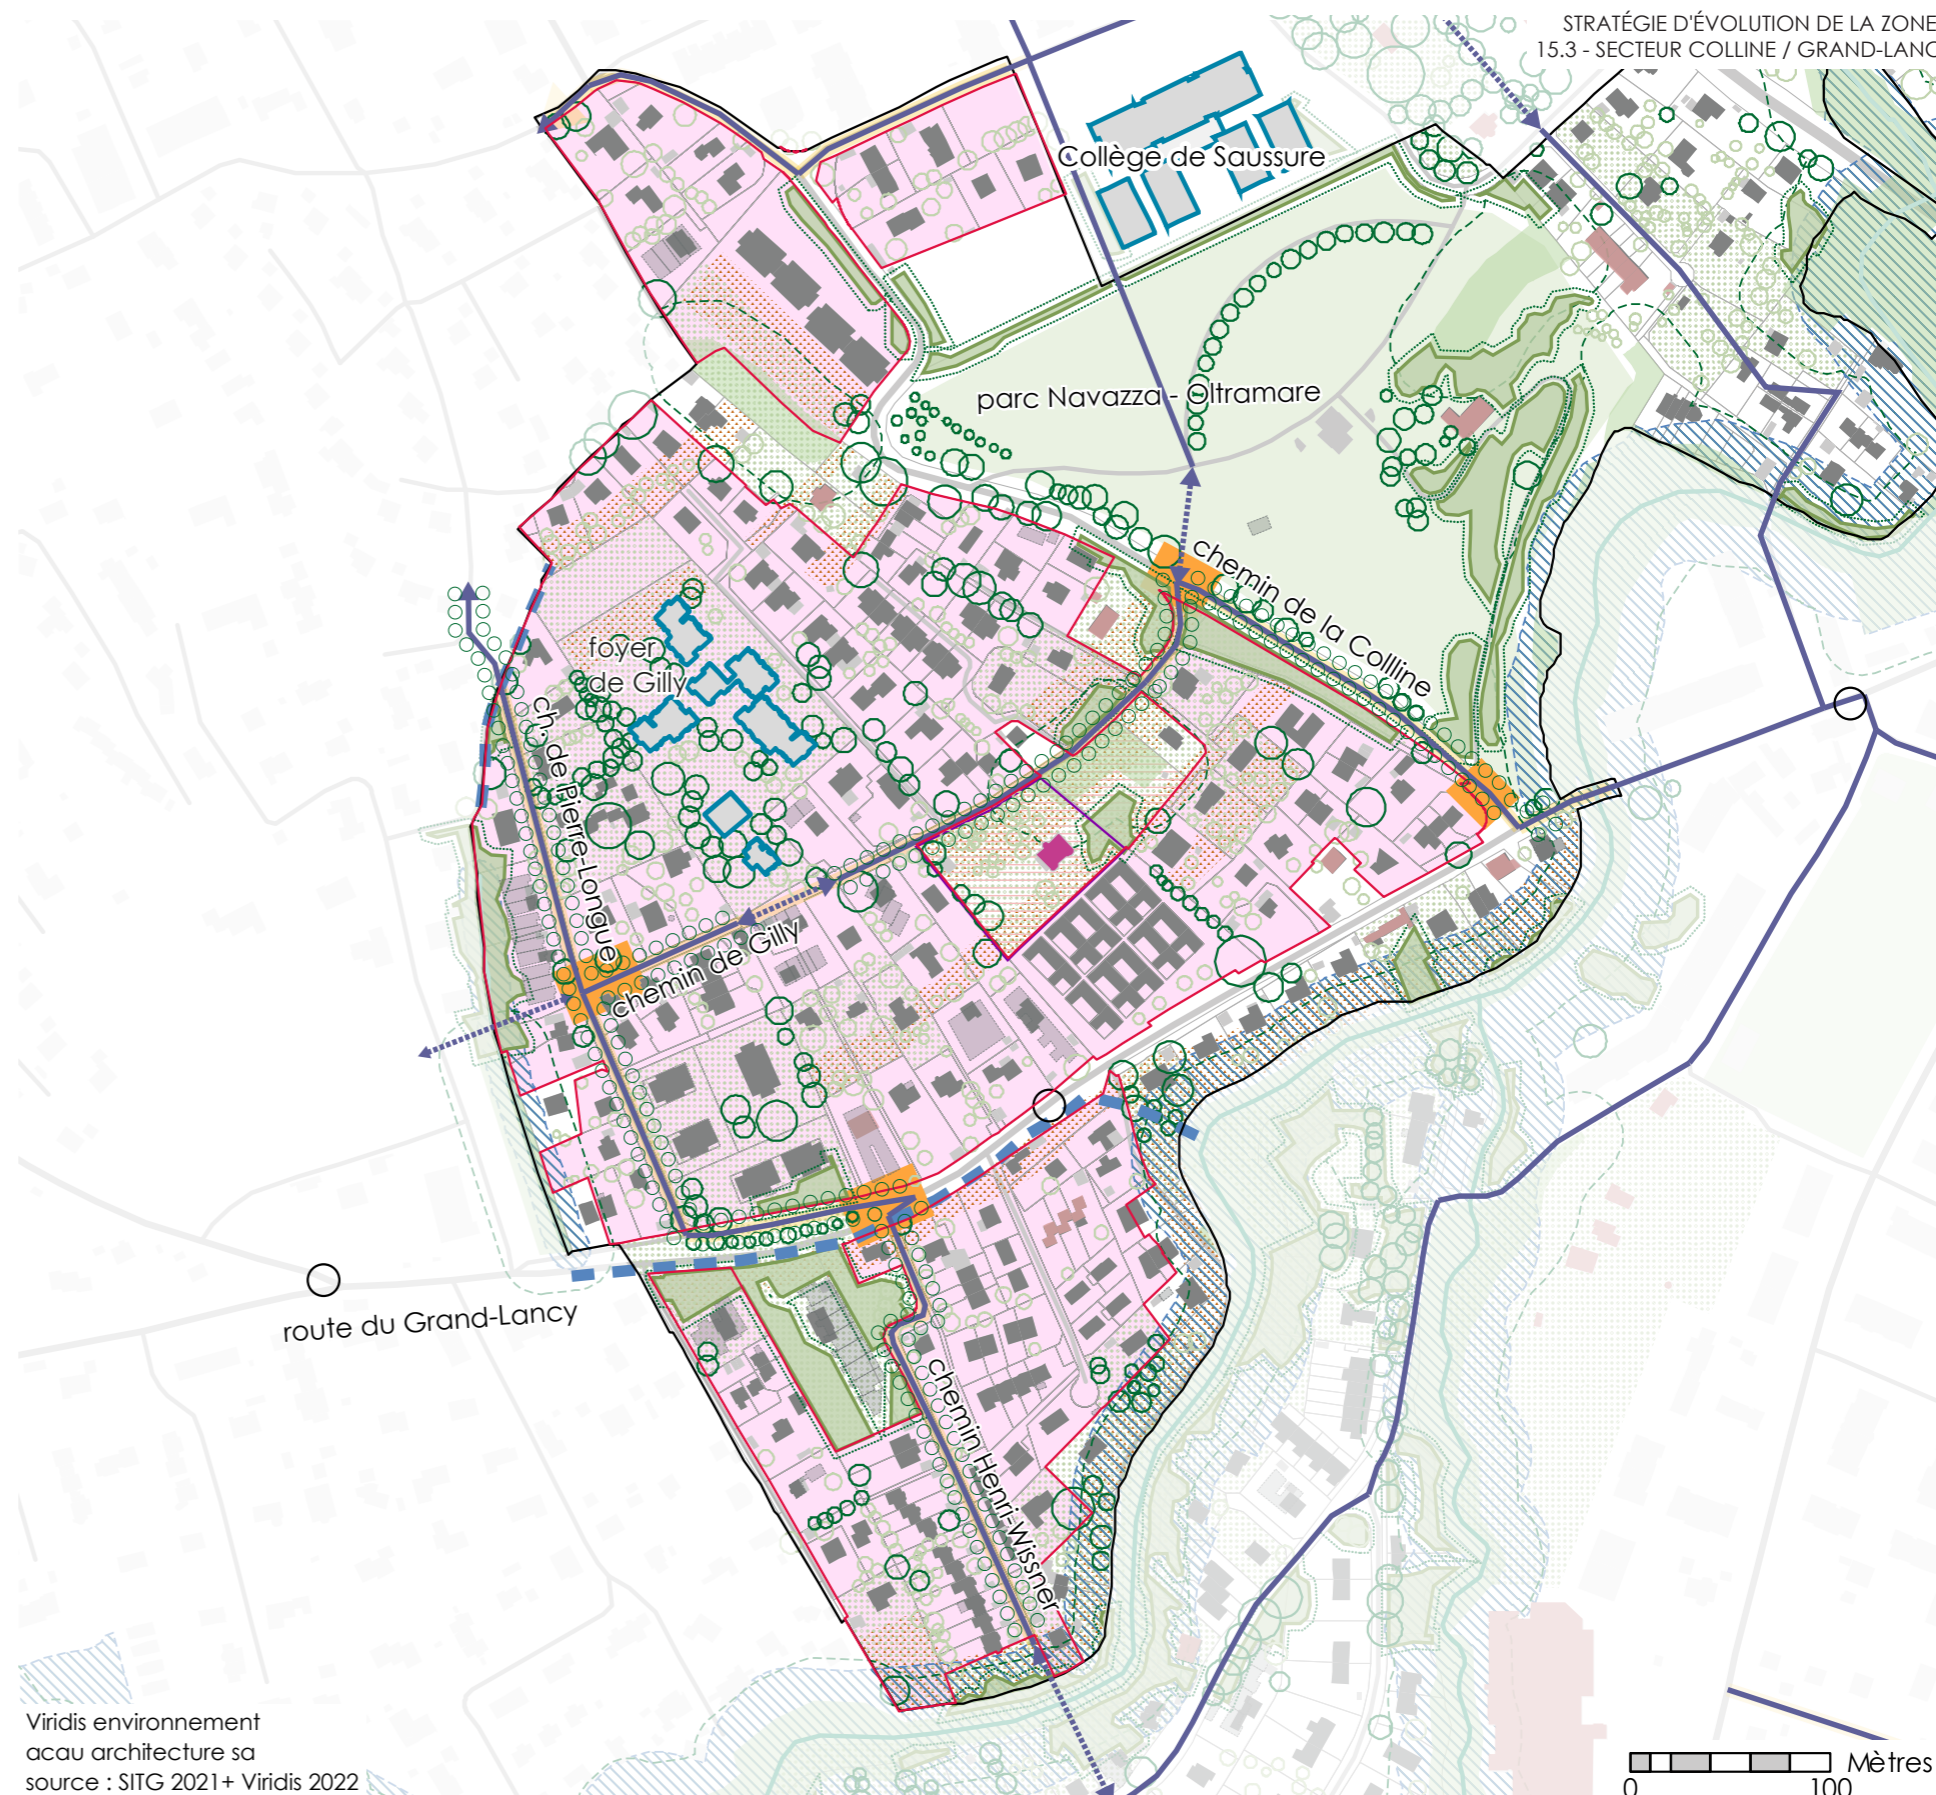 STRATÉGIE D'ÉVOLUTION DE LA ZONE
15.3 - SECTEUR COLLINE / GRAND-LANC
Collège de Saussure
parc Navazza - Oltramare
chemin de la Collline
foyer
de Gilly
ch. de Pierre-Longue
chemin de Gilly
route du Grand-Lancy
Chemin Henri-Wissner
Viridis environnement
acau architecture sa
source : SITG 2021+ Viridis 2022
Mètres
0 100